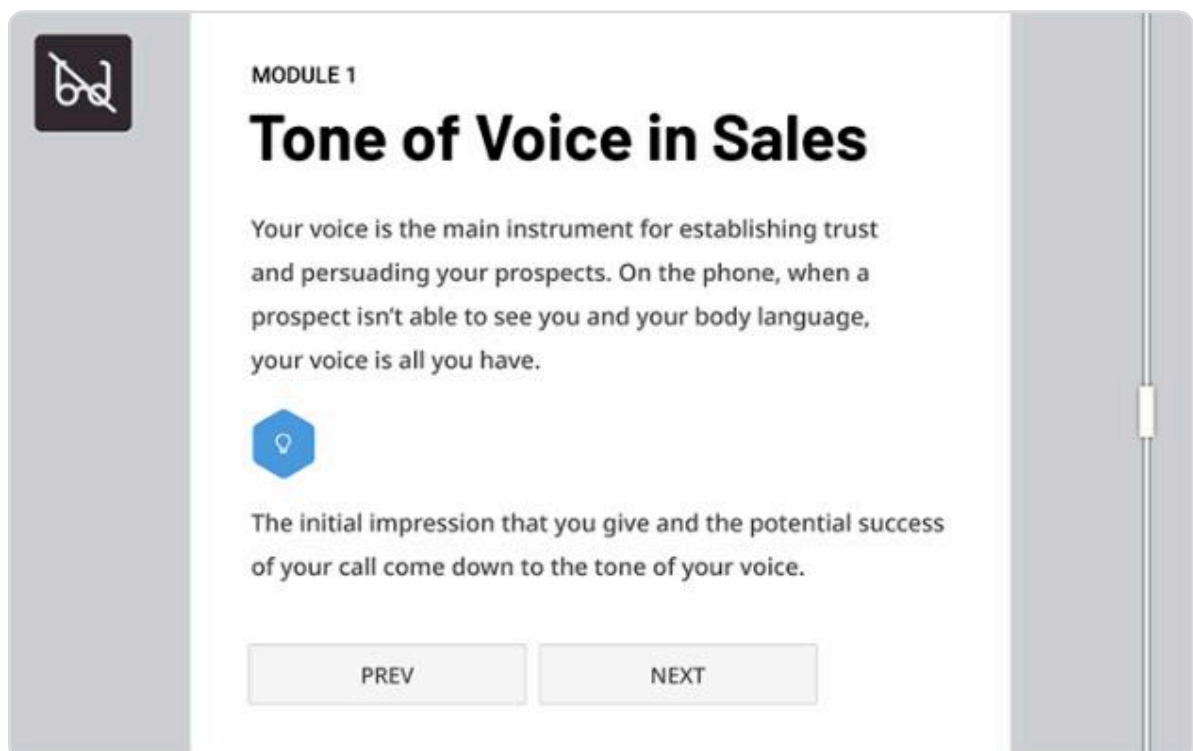 MODULE 1
Tone of Voice in Sales
Your voice is the main instrument for establishing trust
and persuading your prospects. On the phone, when a
prospect isn’t able to see you and your body language,
your voice is all you have.
The initial impression that you give and the potential success
of your call come down to the tone of your voice.
PREV
NEXT